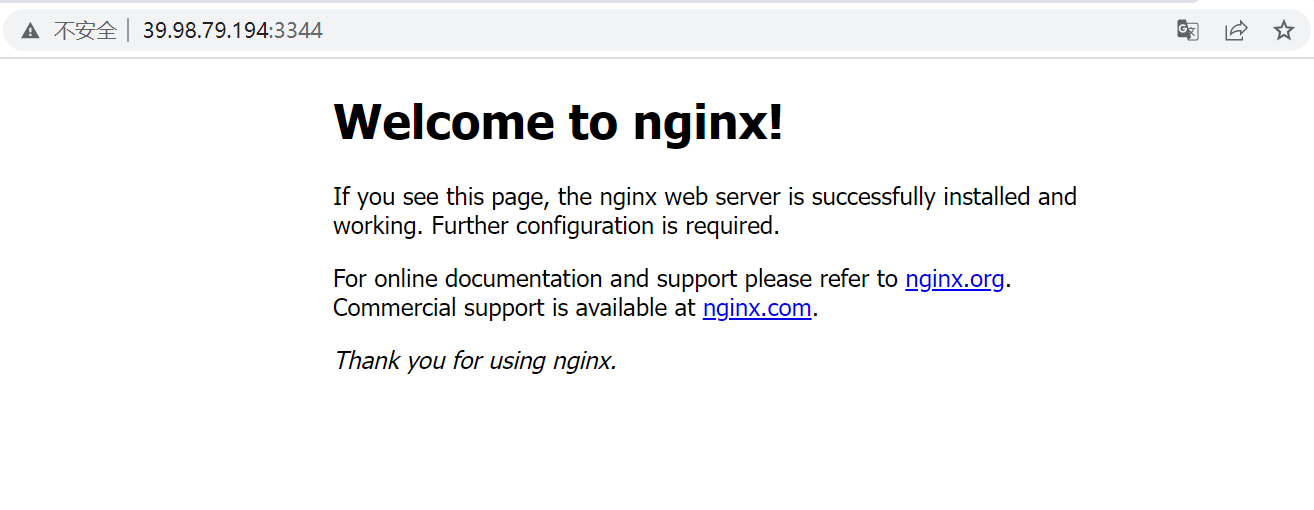 不安全 39.98.79.194:3344
Welcome to nginx!
If you see this page, the nginx web server is successfully installed and
working. Further configuration is required.
For online documentation and support please refer to nginx.org.
Commercial support is available at nginx.com.
Thank you for using nginx.